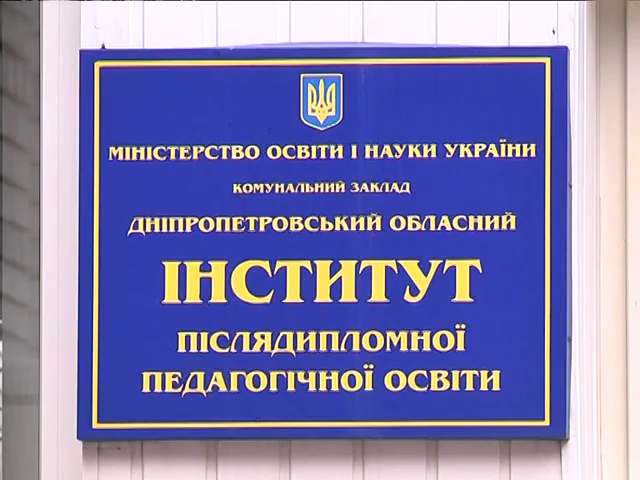 МІНІСТЕРСТВО ОСВІТИ І НАУКИ УКРАЇНИ
КОМУНАЛЬНИЙ ЗАКЛАД
ДНІПРОПЕТРОВСЬКИЙ ОБЛАСНИЙ
ІНСТИТУТ
ПІСЛЯДИПЛОМНОЇ
ПЕДАГОГІЧНОЇ ОСВІТИ